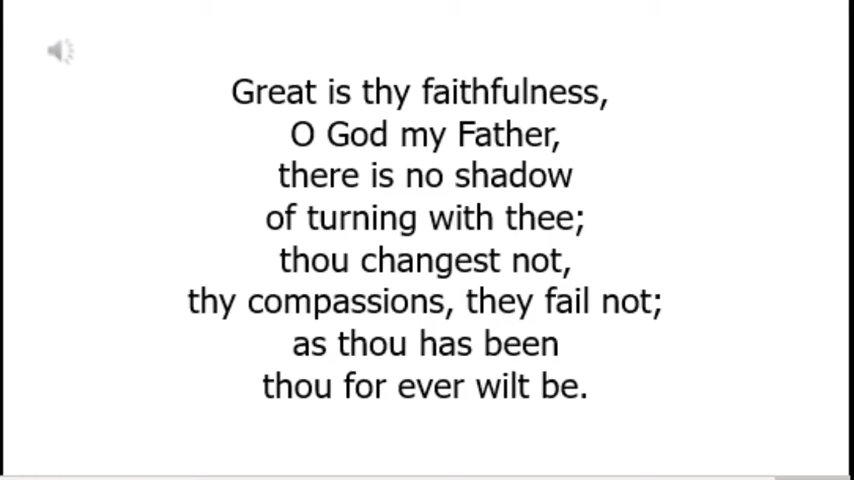 Great is thy faithfulness,
O God my Father,
there is no shadow
of turning with thee;
thou changest not,
thy compassions, they fail not;
as thou has been
thou for ever wilt be.